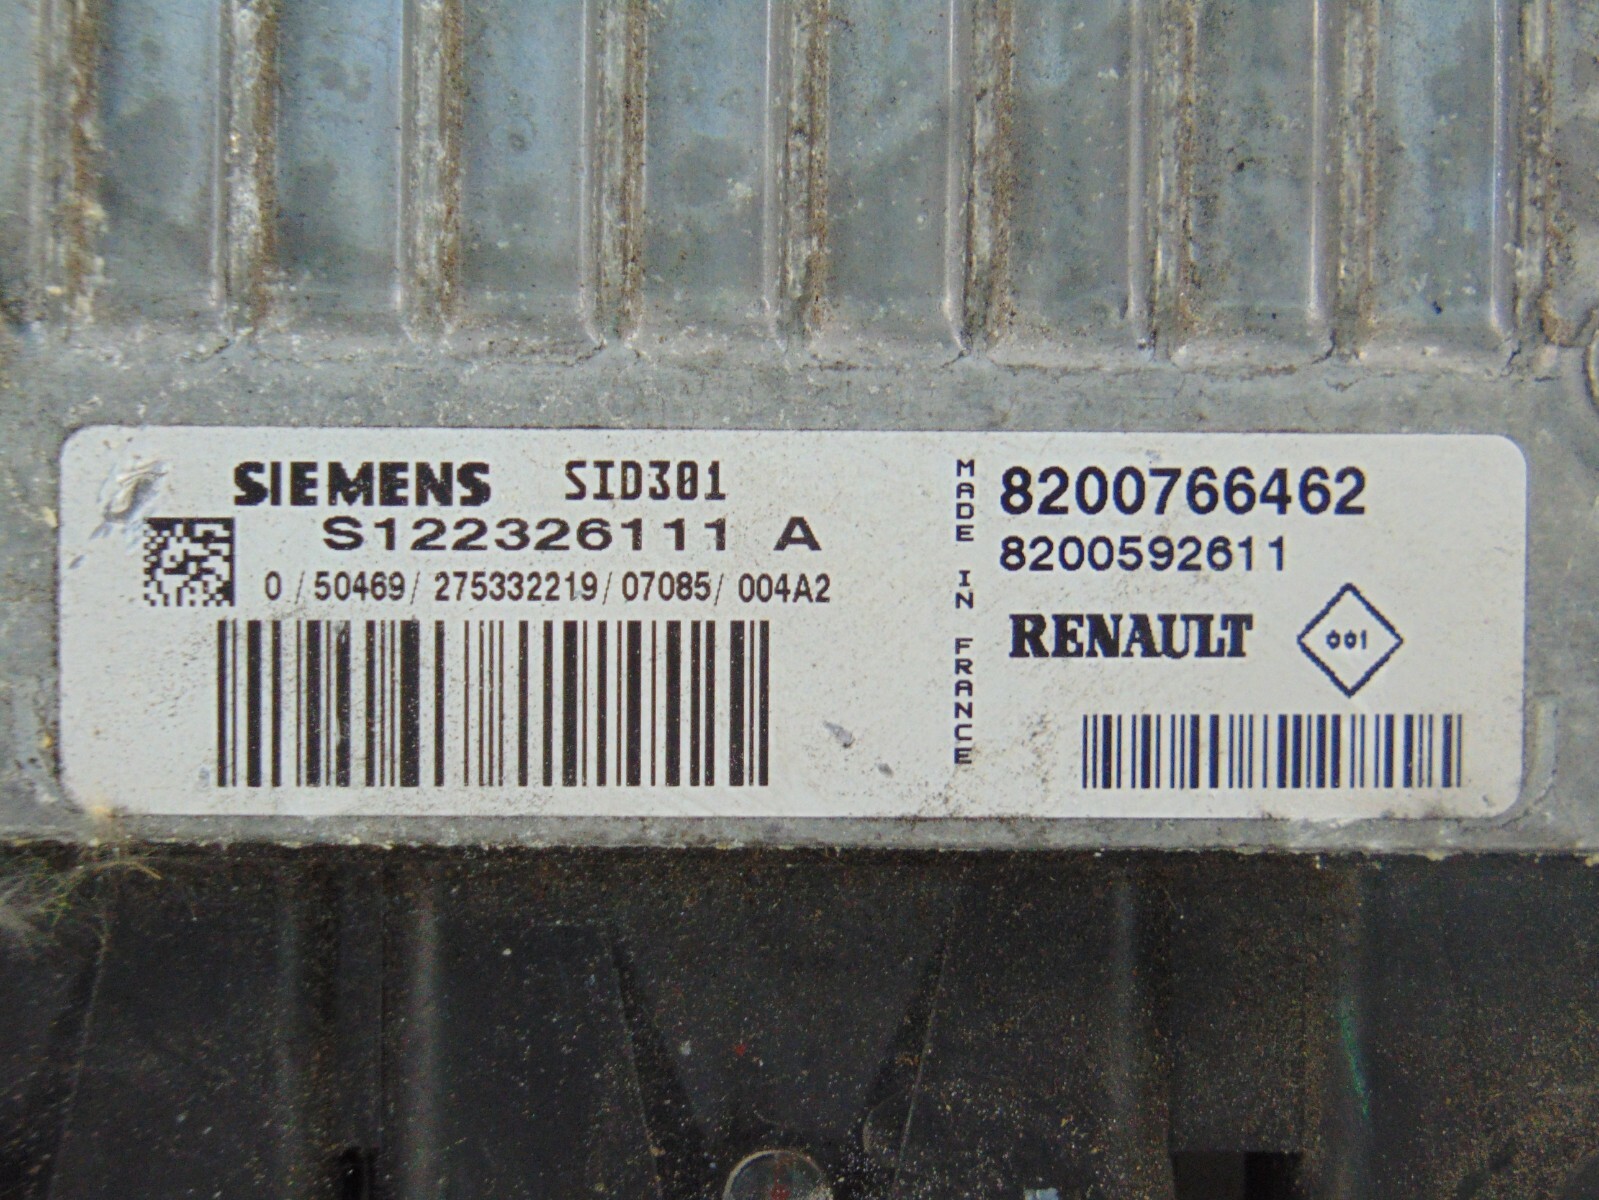 SIEMENS SID301
S122326111 A
0 / 50469 / 275332219 / 07085 / 004A2
MADE IN FRANCE
8200766462
8200592611
RENAULT 001